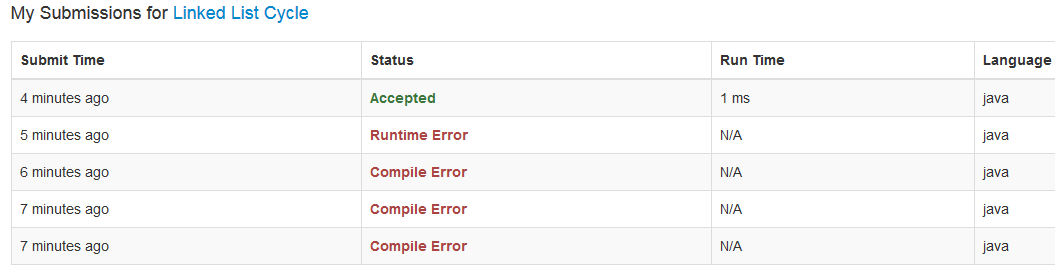 My Submissions for Linked List Cycle
Submit Time Status Run Time Language
4 minutes ago Accepted 1 ms java
5 minutes ago Runtime Error N/A java
6 minutes ago Compile Error N/A java
7 minutes ago Compile Error N/A java
7 minutes ago Compile Error N/A java